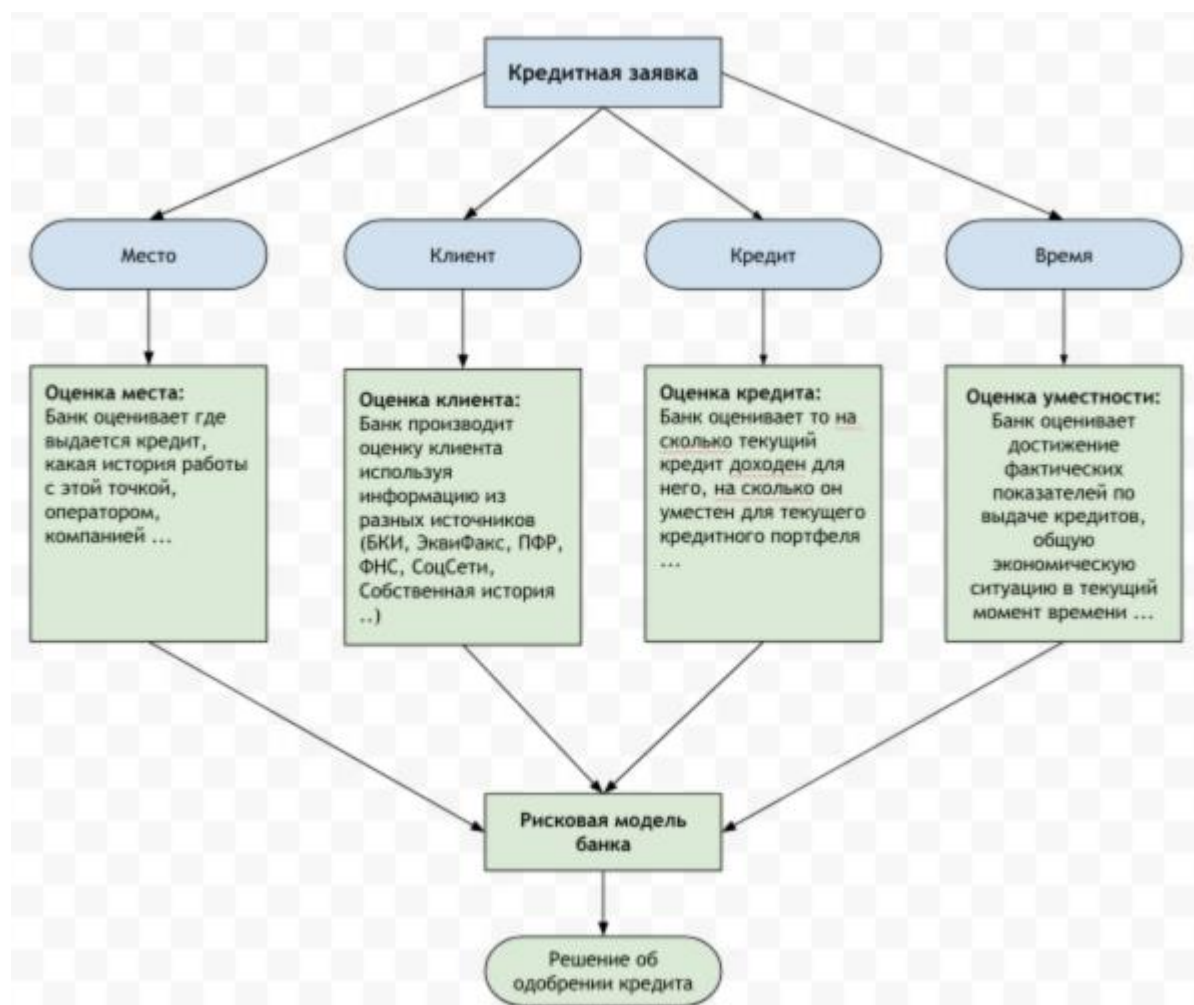 Кредитная заявка
Место
Клиент
Кредит
Время
Оценка места:
Банк оценивает где
выдается кредит,
какая история работы
с этой точкой,
оператором,
компанией ...
Оценка клиента:
Банк производит
оценку клиента
используя
информацию из
разных источников
(БКИ, ЭквиФакс, ПФР,
ФНС, СоцСети,
Собственная история
..)
Оценка кредита:
Банк оценивает то на
сколько текущий
кредит доходен для
него, на сколько он
уместен для текущего
кредитного портфеля
...
Оценка уместности:
Банк оценивает
достижение
фактических
показателей по
выдаче кредитов,
общую
экономическую
ситуацию в текущий
момент времени ...
Рисковая модель
банка
Решение об
одобрении кредита